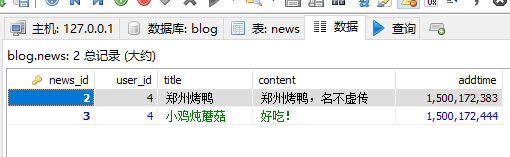 主机: 127.0.0.1 数据库: blog 表: news 数据 查询
blog.news: 2 总记录 (大约)
news_id user_id title content addtime
2 4 郑州烤鸭 郑州烤鸭，名不虚传 1,500,172,383
3 4 小鸡炖蘑菇 好吃！ 1,500,172,444